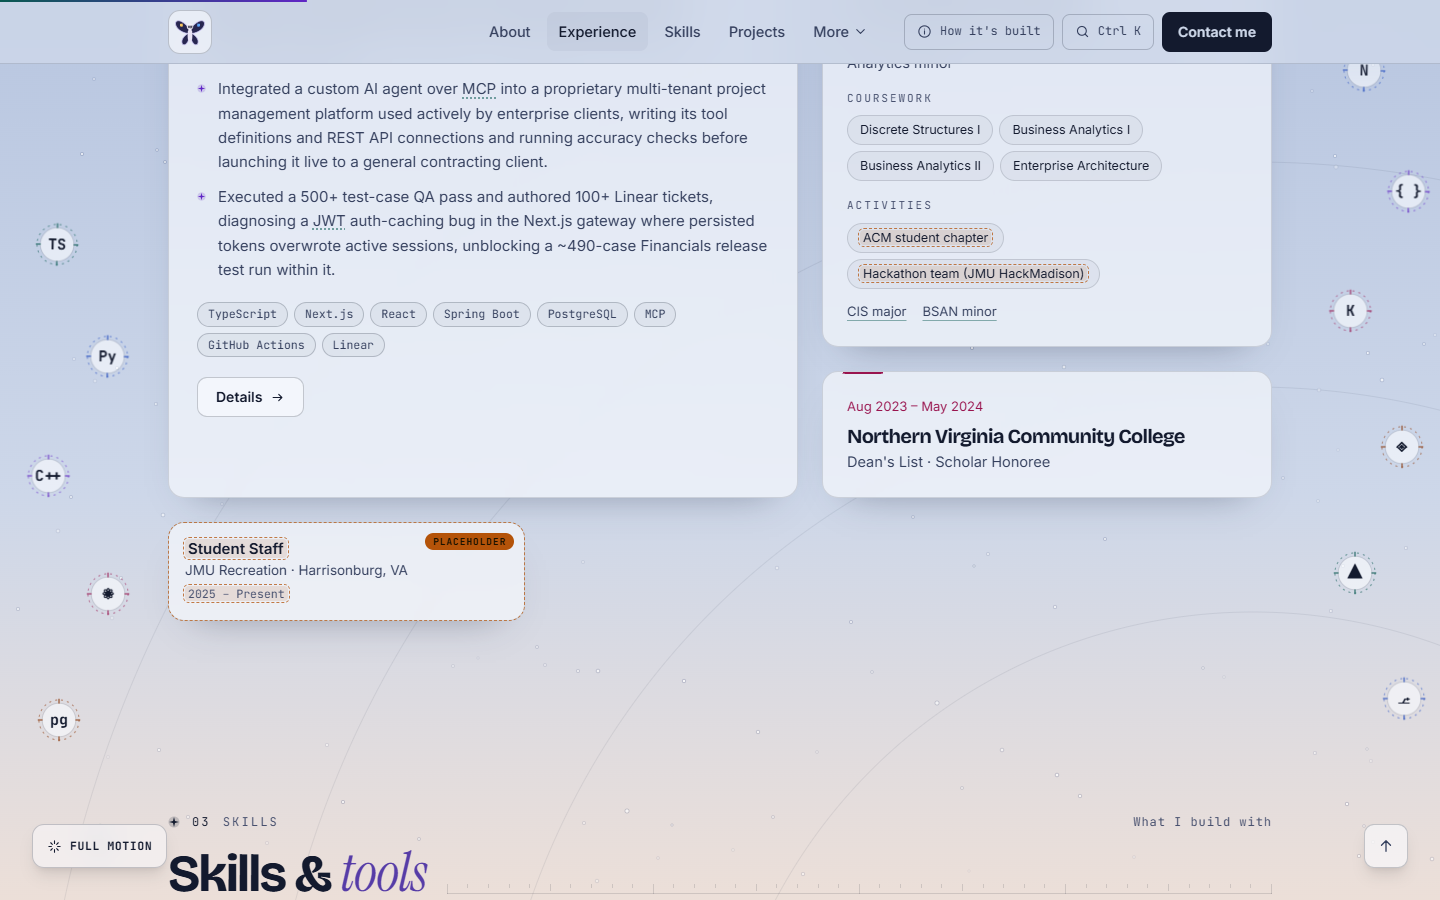 About
Experience
Skills
Projects
More
How it's built
Ctrl K
Contact me
Integrated a custom AI agent over MCP into a proprietary multi-tenant project
management platform used actively by enterprise clients, writing its tool
definitions and REST API connections and running accuracy checks before
launching it live to a general contracting client.
Executed a 500+ test-case QA pass and authored 100+ Linear tickets,
diagnosing a JWT auth-caching bug in the Next.js gateway where persisted
tokens overwrote active sessions, unblocking a ~490-case Financials release
test run within it.
TypeScript
Next.js
React
Spring Boot
PostgreSQL
MCP
GitHub Actions
Linear
Details →
Analytics minor
COURSEWORK
Discrete Structures I
Business Analytics I
Business Analytics II
Enterprise Architecture
ACTIVITIES
ACM student chapter
Hackathon team (JMU HackMadison)
CIS major
BSAN minor
Aug 2023 – May 2024
Northern Virginia Community College
Dean's List · Scholar Honoree
Student Staff
PLACEHOLDER
JMU Recreation · Harrisonburg, VA
2025 – Present
TS
Py
C++
pg
N
{ }
K
03 SKILLS
What I build with
Skills & tools
FULL MOTION